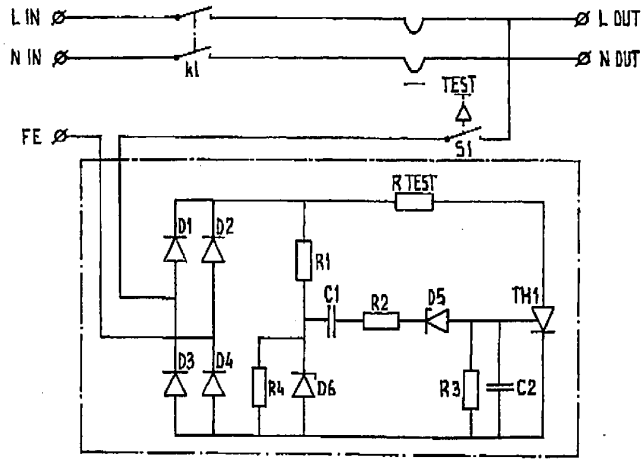 L IN
L OUT
N IN
N OUT
k1
TEST
FE
S1
R TEST
D1
D2
R1
C1
R2
D5
TH1
D3
D4
R4
D6
R3
C2